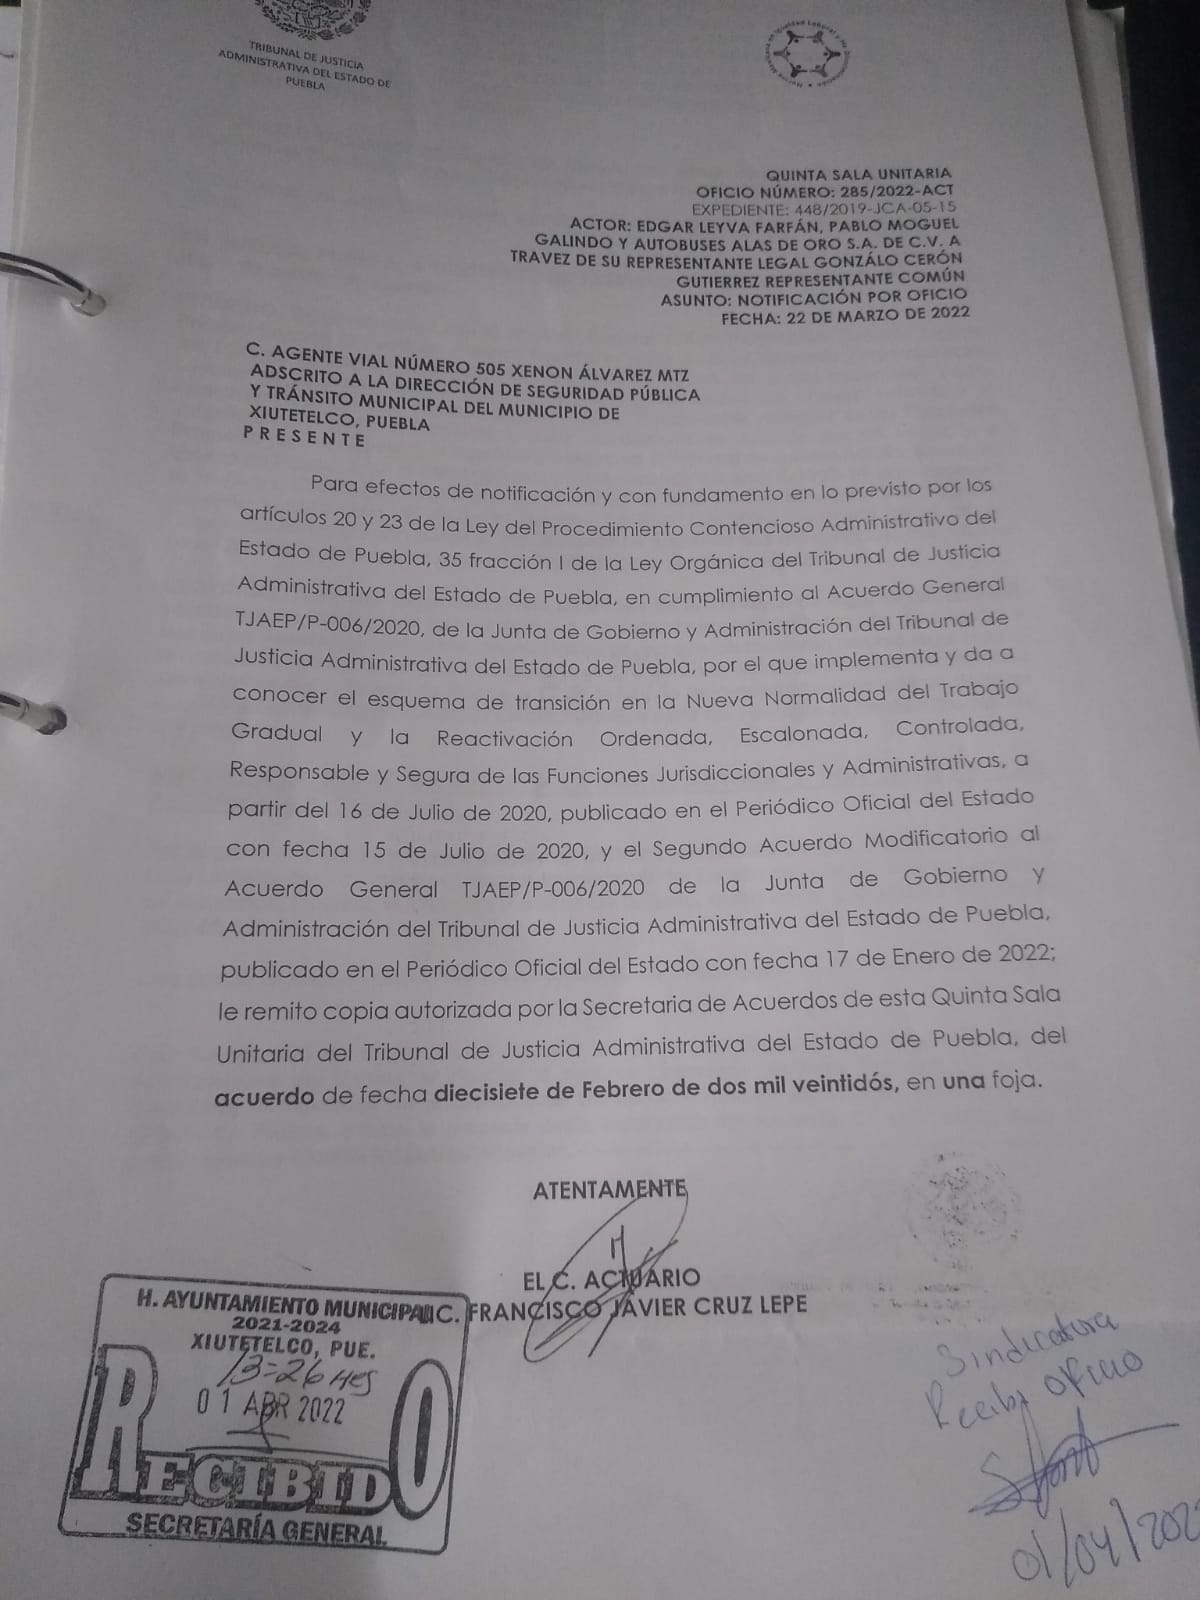 TRIBUNAL DE JUSTICIA
ADMINISTRATIVA DEL ESTADO DE
PUEBLA
QUINTA SALA UNITARIA
OFICIO NÚMERO: 285/2022-ACT
EXPEDIENTE: 448/2019-JCA-05-15
ACTOR: EDGAR LEYVA FARFÁN, PABLO MOGUEL
GALINDO Y AUTOBUSES ALAS DE ORO S.A. DE C.V. A
TRAVEZ DE SU REPRESENTANTE LEGAL GONZÁLO CERÓN
GUTIERREZ REPRESENTANTE COMÚN
ASUNTO: NOTIFICACIÓN POR OFICIO
FECHA: 22 DE MARZO DE 2022
C. AGENTE VIAL NÚMERO 505 XENON ÁLVAREZ MTZ
ADSCRITO A LA DIRECCIÓN DE SEGURIDAD PÚBLICA
Y TRÁNSITO MUNICIPAL DEL MUNICIPIO DE
XIUTETELCO, PUEBLA
P R E S E N T E
Para efectos de notificación y con fundamento en lo previsto por los
artículos 20 y 23 de la Ley del Procedimiento Contencioso Administrativo del
Estado de Puebla, 35 fracción I de la Ley Orgánica del Tribunal de Justicia
Administrativa del Estado de Puebla, en cumplimiento al Acuerdo General
TJAEP/P-006/2020, de la Junta de Gobierno y Administración del Tribunal de
Justicia Administrativa del Estado de Puebla, por el que implementa y da a
conocer el esquema de transición en la Nueva Normalidad del Trabajo
Gradual y la Reactivación Ordenada, Escalonada, Controlada,
Responsable y Segura de las Funciones Jurisdiccionales y Administrativas, a
partir del 16 de Julio de 2020, publicado en el Periódico Oficial del Estado
con fecha 15 de Julio de 2020, y el Segundo Acuerdo Modificatorio al
Acuerdo General TJAEP/P-006/2020 de la Junta de Gobierno y
Administración del Tribunal de Justicia Administrativa del Estado de Puebla,
publicado en el Periódico Oficial del Estado con fecha 17 de Enero de 2022;
le remito copia autorizada por la Secretaria de Acuerdos de esta Quinta Sala
Unitaria del Tribunal de Justicia Administrativa del Estado de Puebla, del
acuerdo de fecha diecisiete de Febrero de dos mil veintidós, en una foja.
ATENTAMENTE
EL C. ACTUARIO
C. FRANCISCO JAVIER CRUZ LEPE
H. AYUNTAMIENTO MUNICIPAL
2021-2024
XIUTETELCO, PUE.
13=26 Hrs
01 ABR 2022
RECIBIDO
SECRETARÍA GENERAL
Sindicatura
Recibi oficio
01/04/202